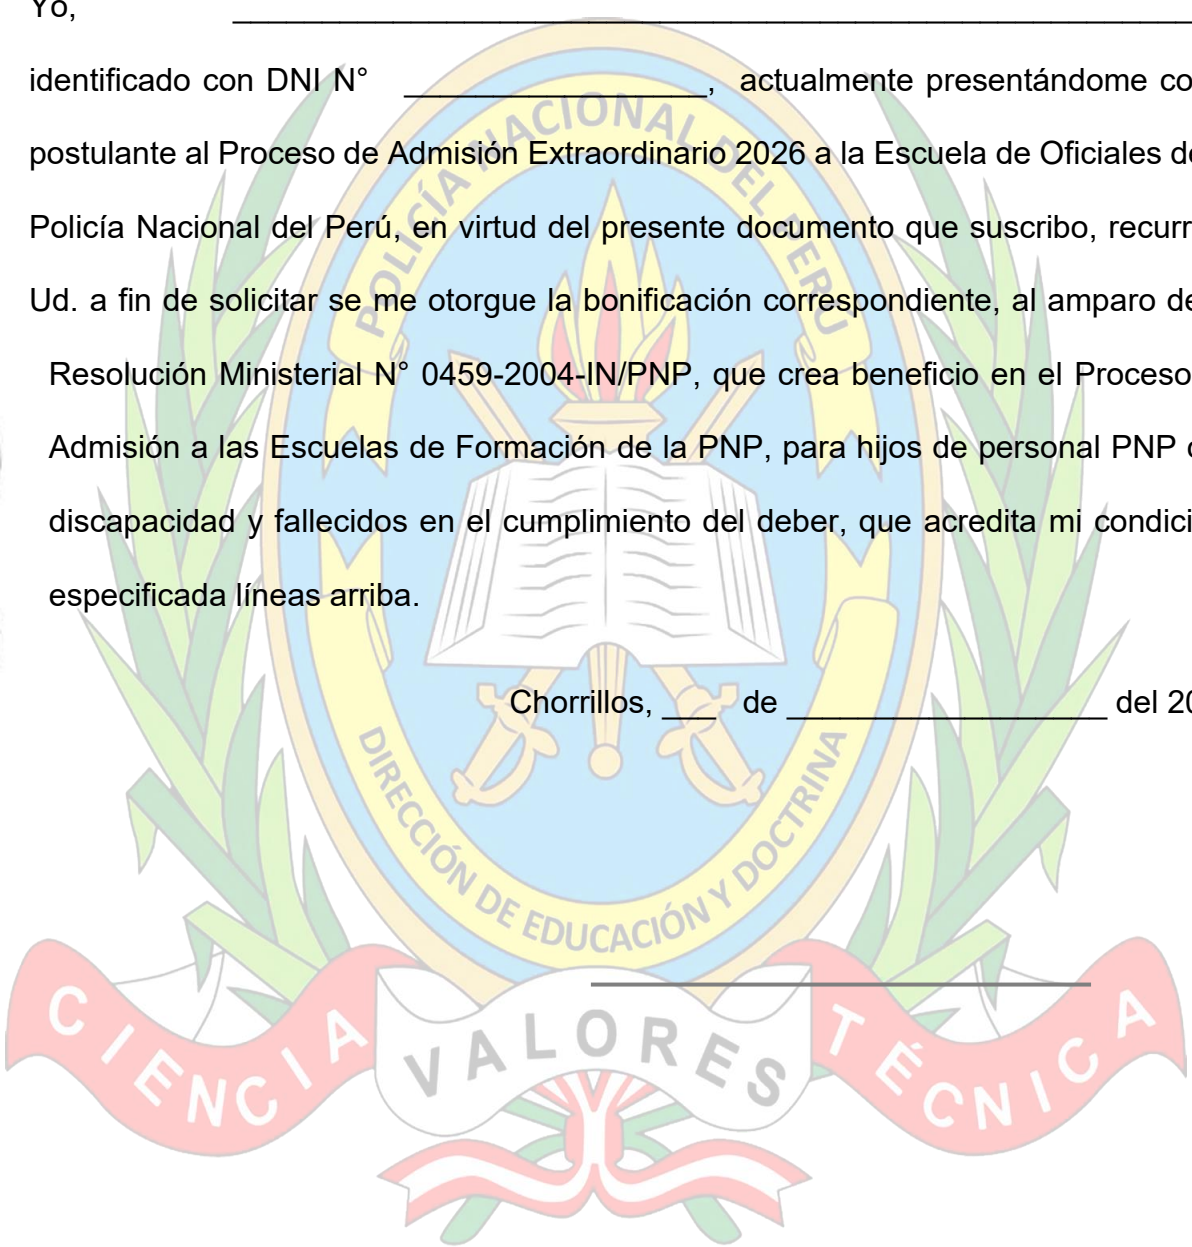 Yo, ____________________________________________________
identificado con DNI N° _________________, actualmente presentándome co
postulante al Proceso de Admisión Extraordinario 2026 a la Escuela de Oficiales de
Policía Nacional del Perú, en virtud del presente documento que suscribo, recurr
Ud. a fin de solicitar se me otorgue la bonificación correspondiente, al amparo de
Resolución Ministerial N° 0459-2004-IN/PNP, que crea beneficio en el Proceso
Admisión a las Escuelas de Formación de la PNP, para hijos de personal PNP
discapacidad y fallecidos en el cumplimiento del deber, que acredita mi condici
especificada líneas arriba.
Chorrillos, ___ de __________________ del 20
POLICÍA NACIONAL DEL PERÚ
DIRECCIÓN DE EDUCACIÓN Y DOCTRINA
CIENCIA VALORES TÉCNICA